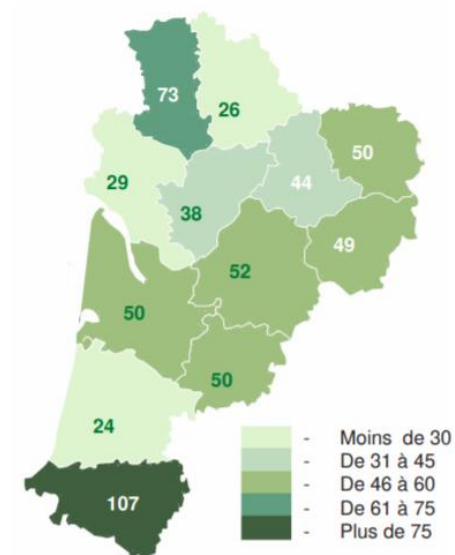 73
26
50
29
44
38
49
52
50
50
24
107
- Moins de 30
- De 31 à 45
- De 46 à 60
- De 61 à 75
- Plus de 75